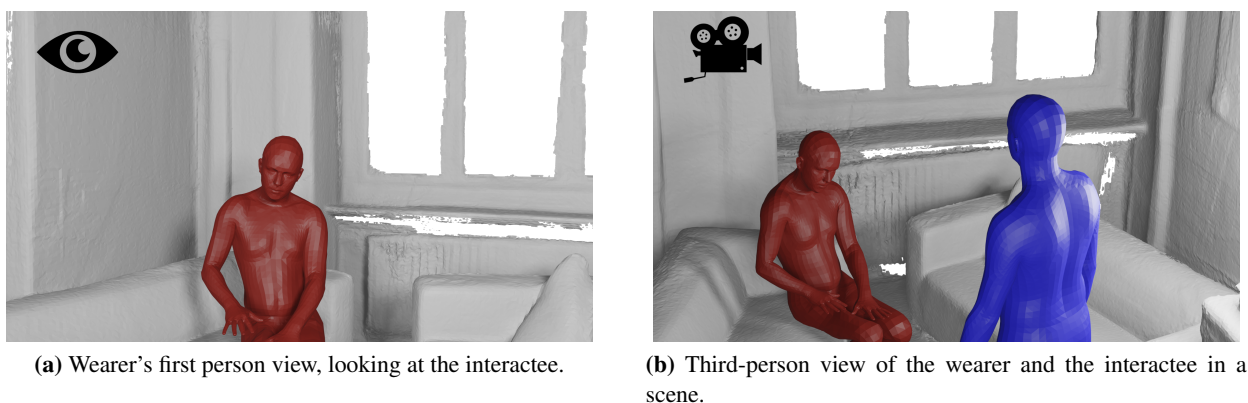 (a) Wearer's first person view, looking at the interactee.
(b) Third-person view of the wearer and the interactee in a
scene.